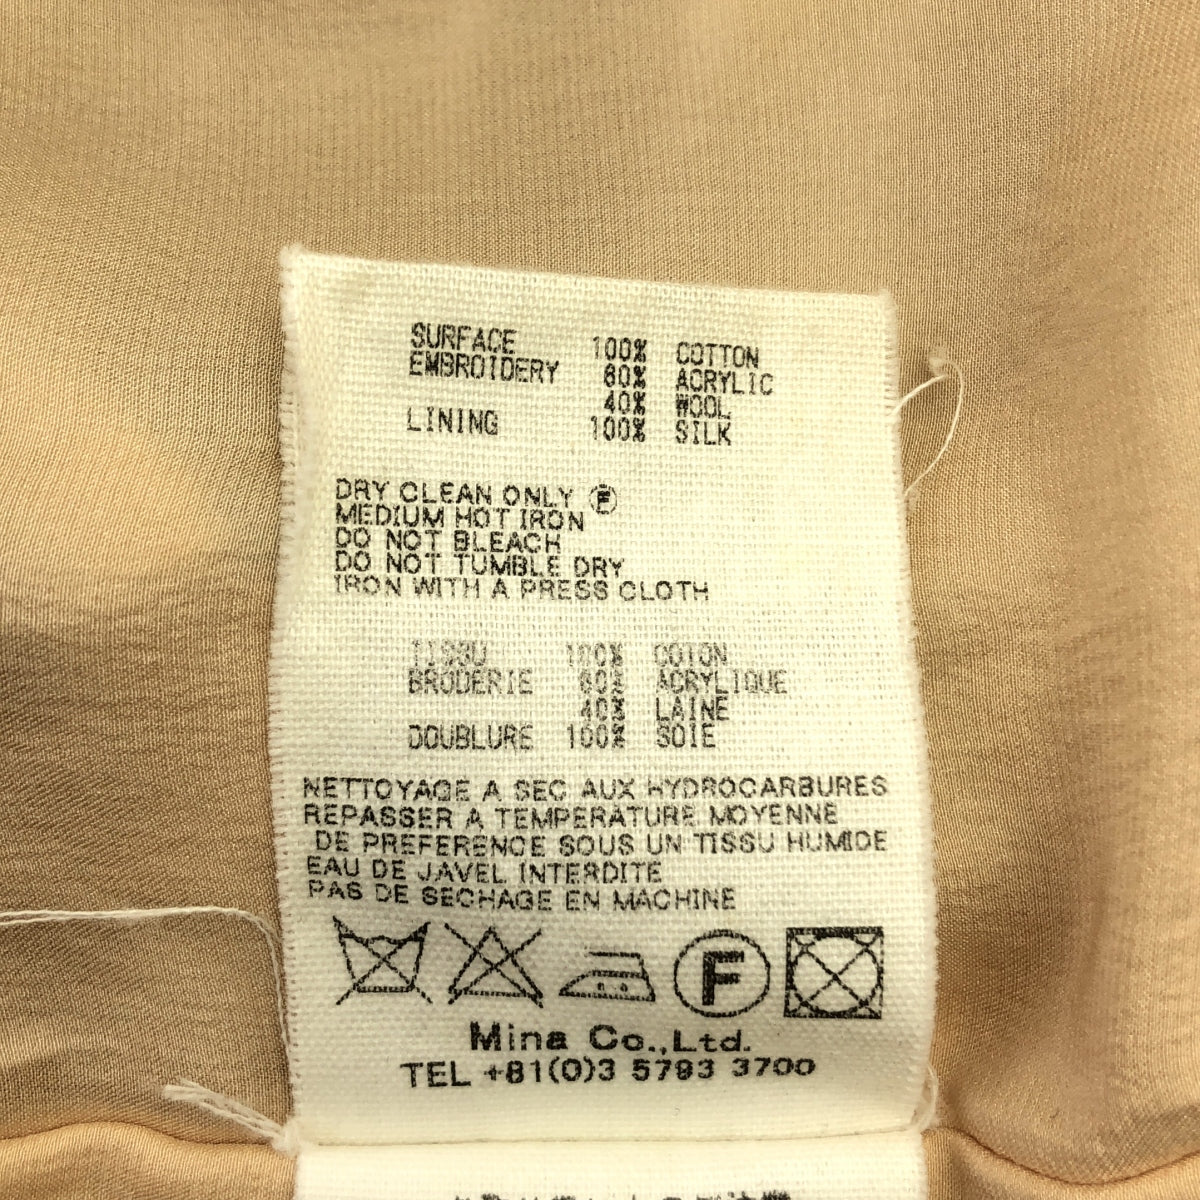 SURFACE 100% COTTON
EMBROIDERY 60% ACRYLIC
40% WOOL
LINING 100% SILK
DRY CLEAN ONLY Ⓕ
MEDIUM HOT IRON
DO NOT BLEACH
DO NOT TUMBLE DRY
IRON WITH A PRESS CLOTH
TISSU 100% COTON
BRODERIE 60% ACRYLIQUE
40% LAINE
DOUBLURE 100% SOIE
NETTOYAGE A SEC AUX HYDROCARBURES
REPASSER A TEMPERATURE MOYENNE
DE PREFERENCE SOUS UN TISSU HUMIDE
EAU DE JAVEL INTERDITE
PAS DE SECHAGE EN MACHINE
F
Mina Co.,Ltd.
TEL +81(0)3 5793 3700